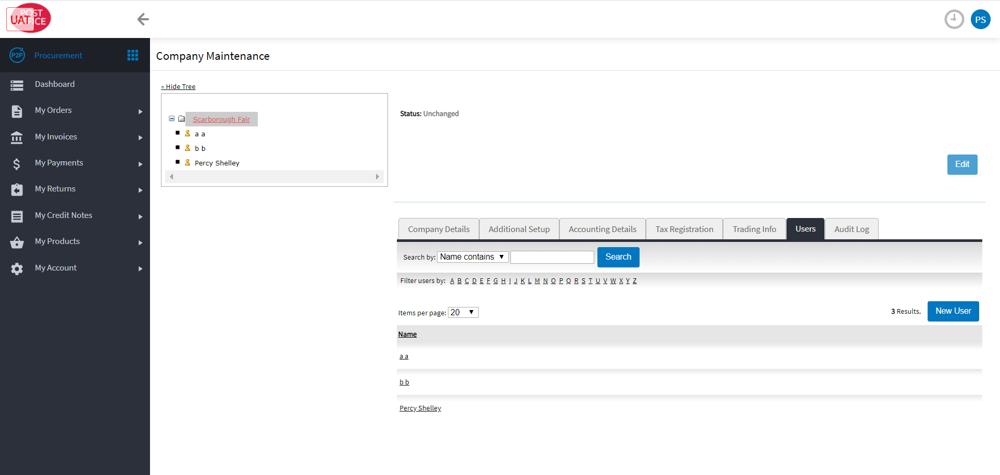 POST
OFFICE
UAT
PS
P2P
Procurement
Company Maintenance
Dashboard
My Orders
My Invoices
My Payments
My Returns
My Credit Notes
My Products
My Account
« Hide Tree
Scarborough Fair
a a
b b
Percy Shelley
Status: Unchanged
Edit
Company Details Additional Setup Accounting Details Tax Registration Trading Info Users Audit Log
Search by: Name contains Search
Filter users by: A B C D E F G H I J K L M N O P Q R S T U V W X Y Z
Items per page: 20 3 Results. New User
Name
a a
b b
Percy Shelley